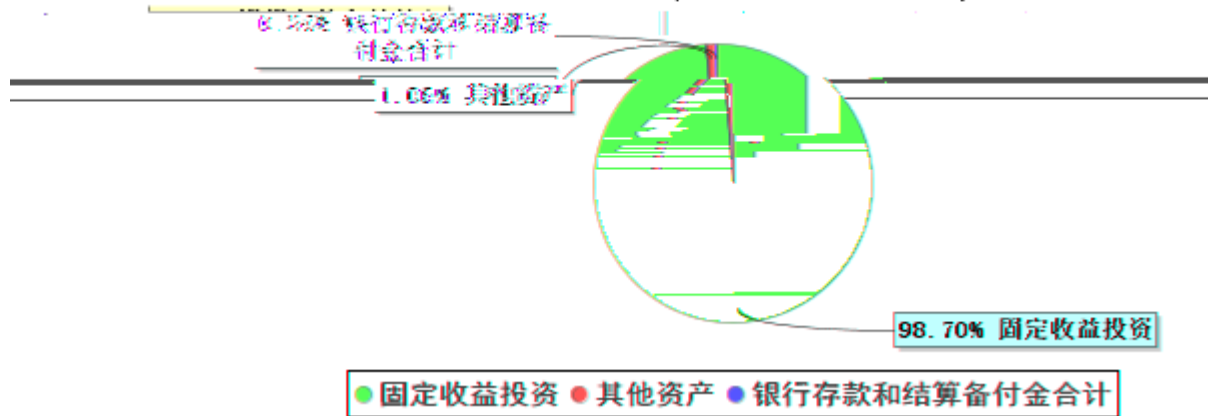 银行存款和结算备
付金合计
1.06% 其他资产
98.70% 固定收益投资
固定收益投资 其他资产 银行存款和结算备付金合计